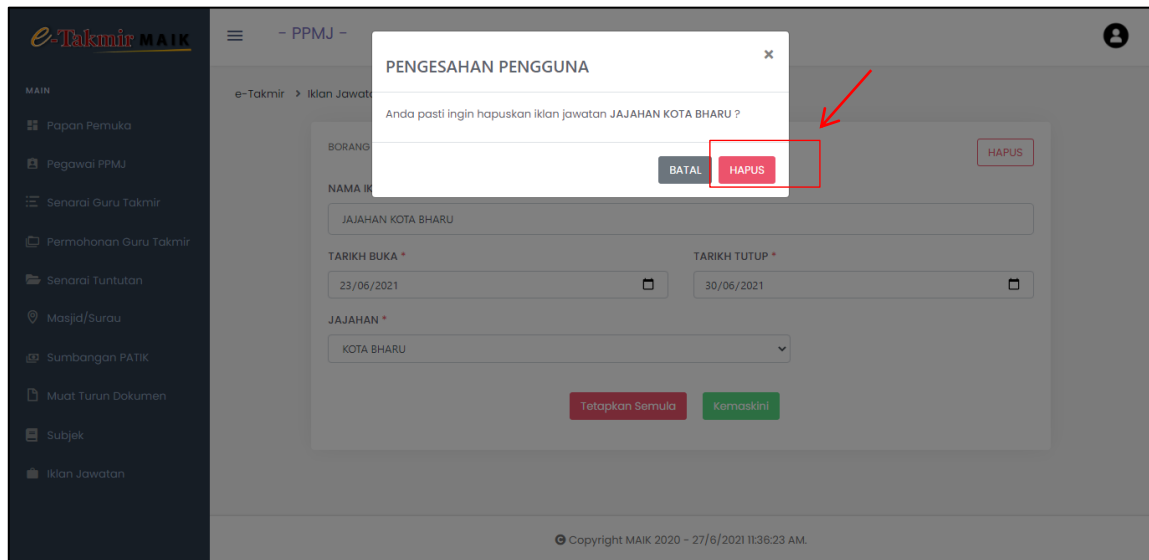 e-Takmir MAIK
- PPMJ -
MAIN
Papan Pemuka
Pegawai PPMJ
Senarai Guru Takmir
Permohonan Guru Takmir
Senarai Tuntutan
Masjid/Surau
Sumbangan PATIK
Muat Turun Dokumen
Subjek
Iklan Jawatan
e-Takmir > Iklan Jawat
PENGESAHAN PENGGUNA
×
Anda pasti ingin hapuskan iklan jawatan JAJAHAN KOTA BHARU ?
BATAL HAPUS
BORANG
HAPUS
NAMA IK
JAJAHAN KOTA BHARU
TARIKH BUKA * TARIKH TUTUP *
23/06/2021 30/06/2021
JAJAHAN *
KOTA BHARU
Tetapkan Semula Kemaskini
Copyright MAIK 2020 - 27/6/2021 11:36:23 AM.